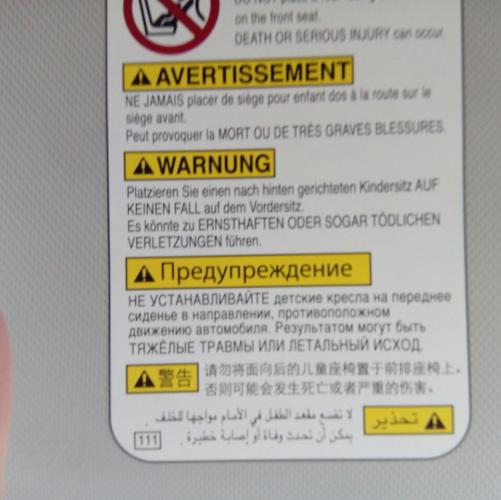 on the front seat.
DEATH OR SERIOUS INJURY can occur.
AVERTISSEMENT
NE JAMAIS placer de siège pour enfant dos à la route sur le
siège avant.
Peut provoquer la MORT OU DE TRÈS GRAVES BLESSURES.
WARNUNG
Platzieren Sie einen nach hinten gerichteten Kindersitz AUF
KEINEN FALL auf dem Vordersitz.
Es könnte zu ERNSTHAFTEN ODER SOGAR TÖDLICHEN
VERLETZUNGEN führen.
Предупреждение
НЕ УСТАНАВЛИВАЙТЕ детские кресла на переднее
сиденье в направлении, противоположном
движению автомобиля. Результатом могут быть
ТЯЖЁЛЫЕ ТРАВМЫ ИЛИ ЛЕТАЛЬНЫЙ ИСХОД.
警告
请勿将面向后的儿童座椅置于前排座椅上。
否则可能会发生死亡或者严重的伤害。
تحذير
لا تضع مقعد الطفل في الأمام مواجها للخلف.
يمكن أن تحدث وفاة أو إصابة خطيرة.
111